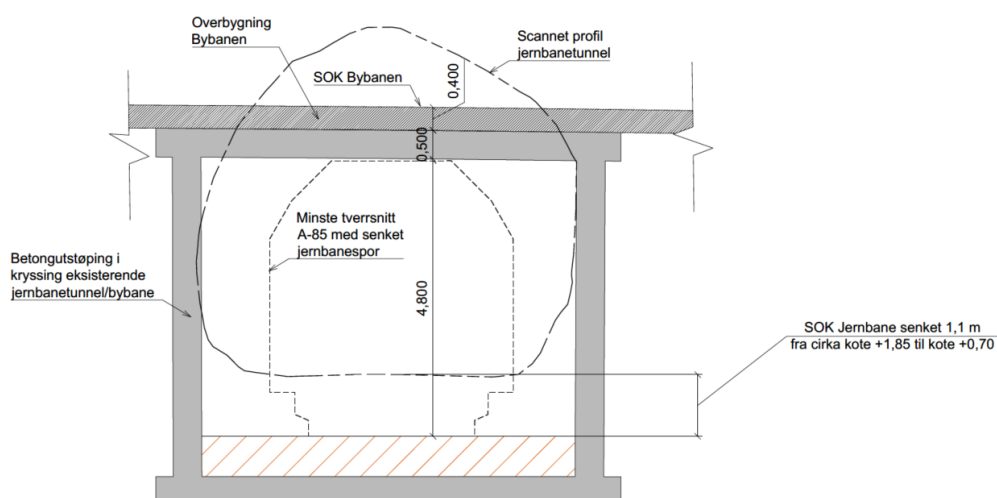 Overbygning
Bybanen
Scannet profil
jernbanetunnel
SOK Bybanen
0,400
0,500
Minste tverrsnitt
A-85 med senket
jernbanespor
Betongutstøping i
kryssing eksisterende
jernbanetunnel/bybane
4,800
SOK Jernbane senket 1,1 m
fra cirka kote +1,85 til kote +0,70